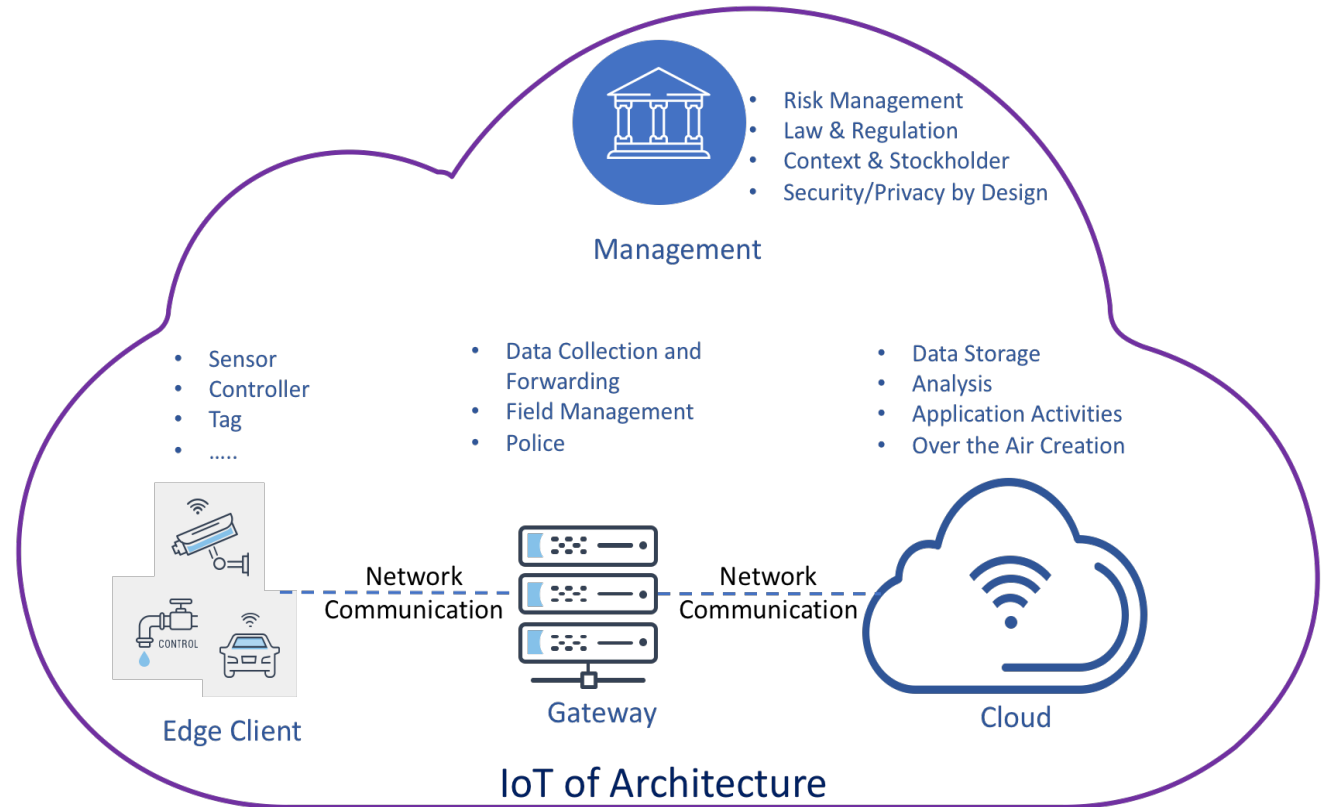 • Risk Management
• Law & Regulation
• Context & Stockholder
• Security/Privacy by Design
Management
• Sensor
• Controller
• Tag
• .....
• Data Collection and
Forwarding
• Field Management
• Police
• Data Storage
• Analysis
• Application Activities
• Over the Air Creation
CONTROL
Network
Communication
Network
Communication
Edge Client
Gateway
Cloud
IoT of Architecture